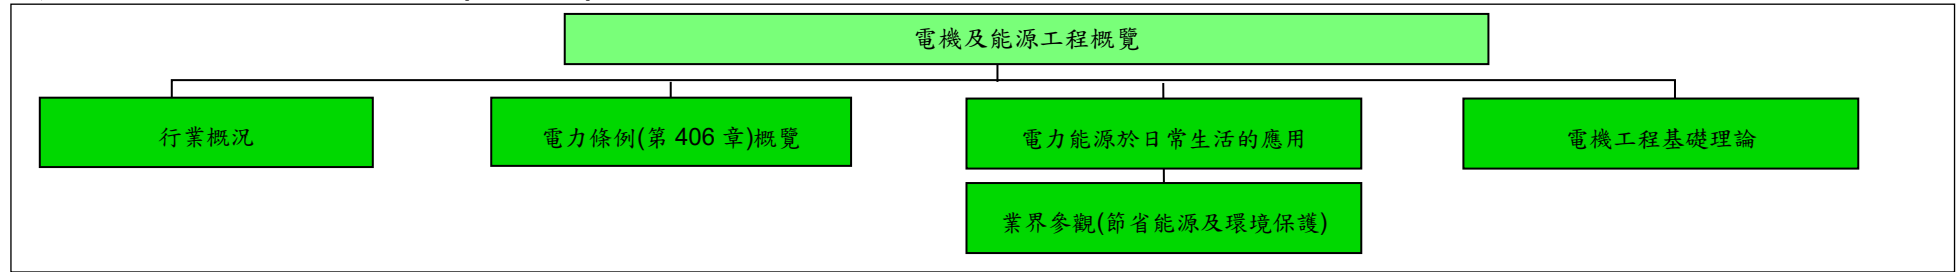 電機及能源工程概覽
行業概況
電力條例(第 406 章)概覽
電力能源於日常生活的應用
電機工程基礎理論
業界參觀(節省能源及環境保護)